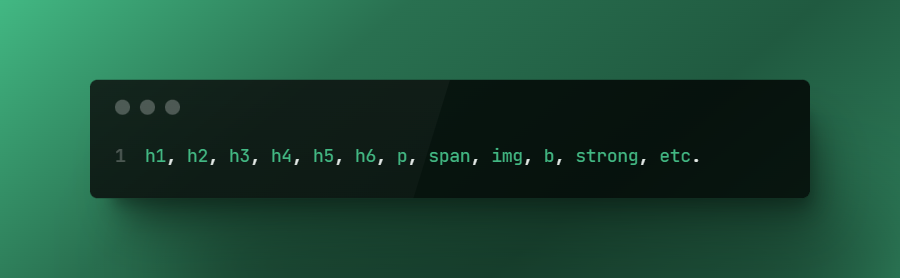 1 h1, h2, h3, h4, h5, h6, p, span, img, b, strong, etc.